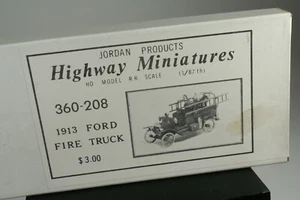 JORDAN PRODUCTS
Highway Miniatures
HO MODEL R.R. SCALE (1/87th)
360-208
1913 FORD
FIRE TRUCK
$3.00